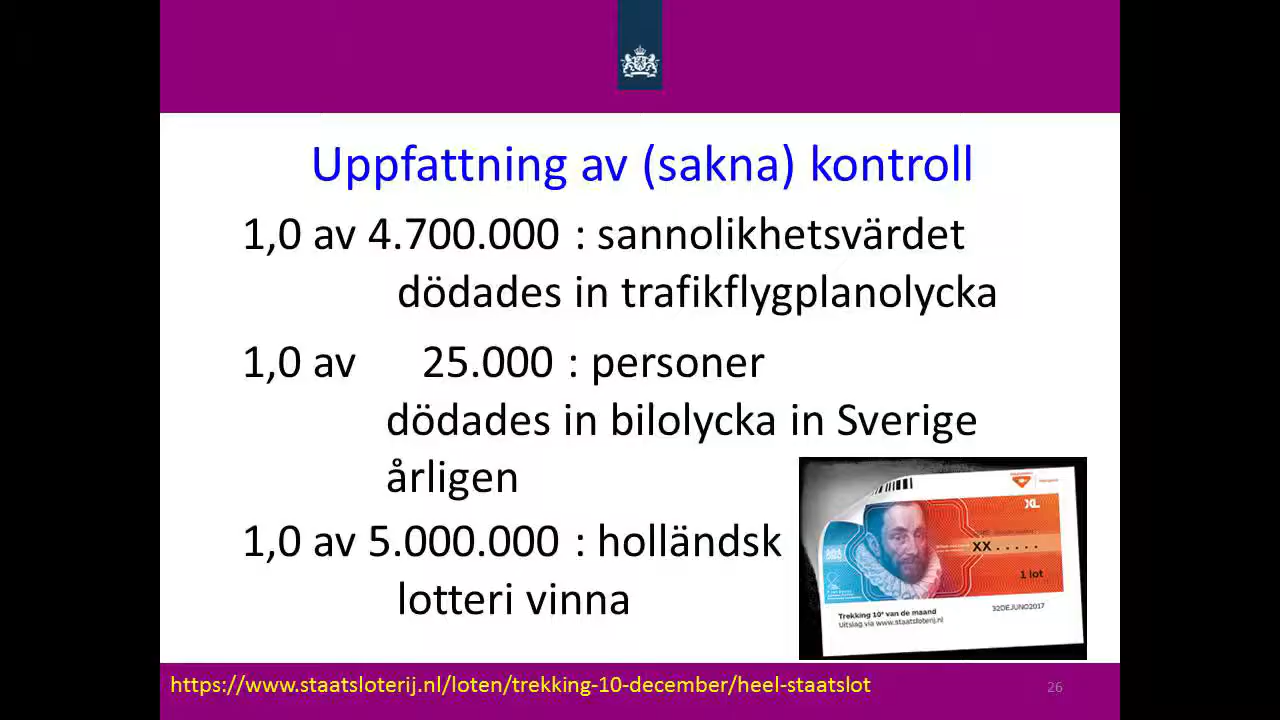 Uppfattning av (sakna) kontroll
1,0 av 4.700.000 : sannolikhetsvärdet
dödades in trafikflygplanolycka
1,0 av 25.000 : personer
dödades in bilolycka in Sverige
årligen
1,0 av 5.000.000 : holländsk
lotteri vinna
XL
XX . . . . .
1 lot
Trekking 10e van de maand
Uitslag via www.staatsloterij.nl
32DEJUNO2017
https://www.staatsloterij.nl/loten/trekking-10-december/heel-staatslot
26